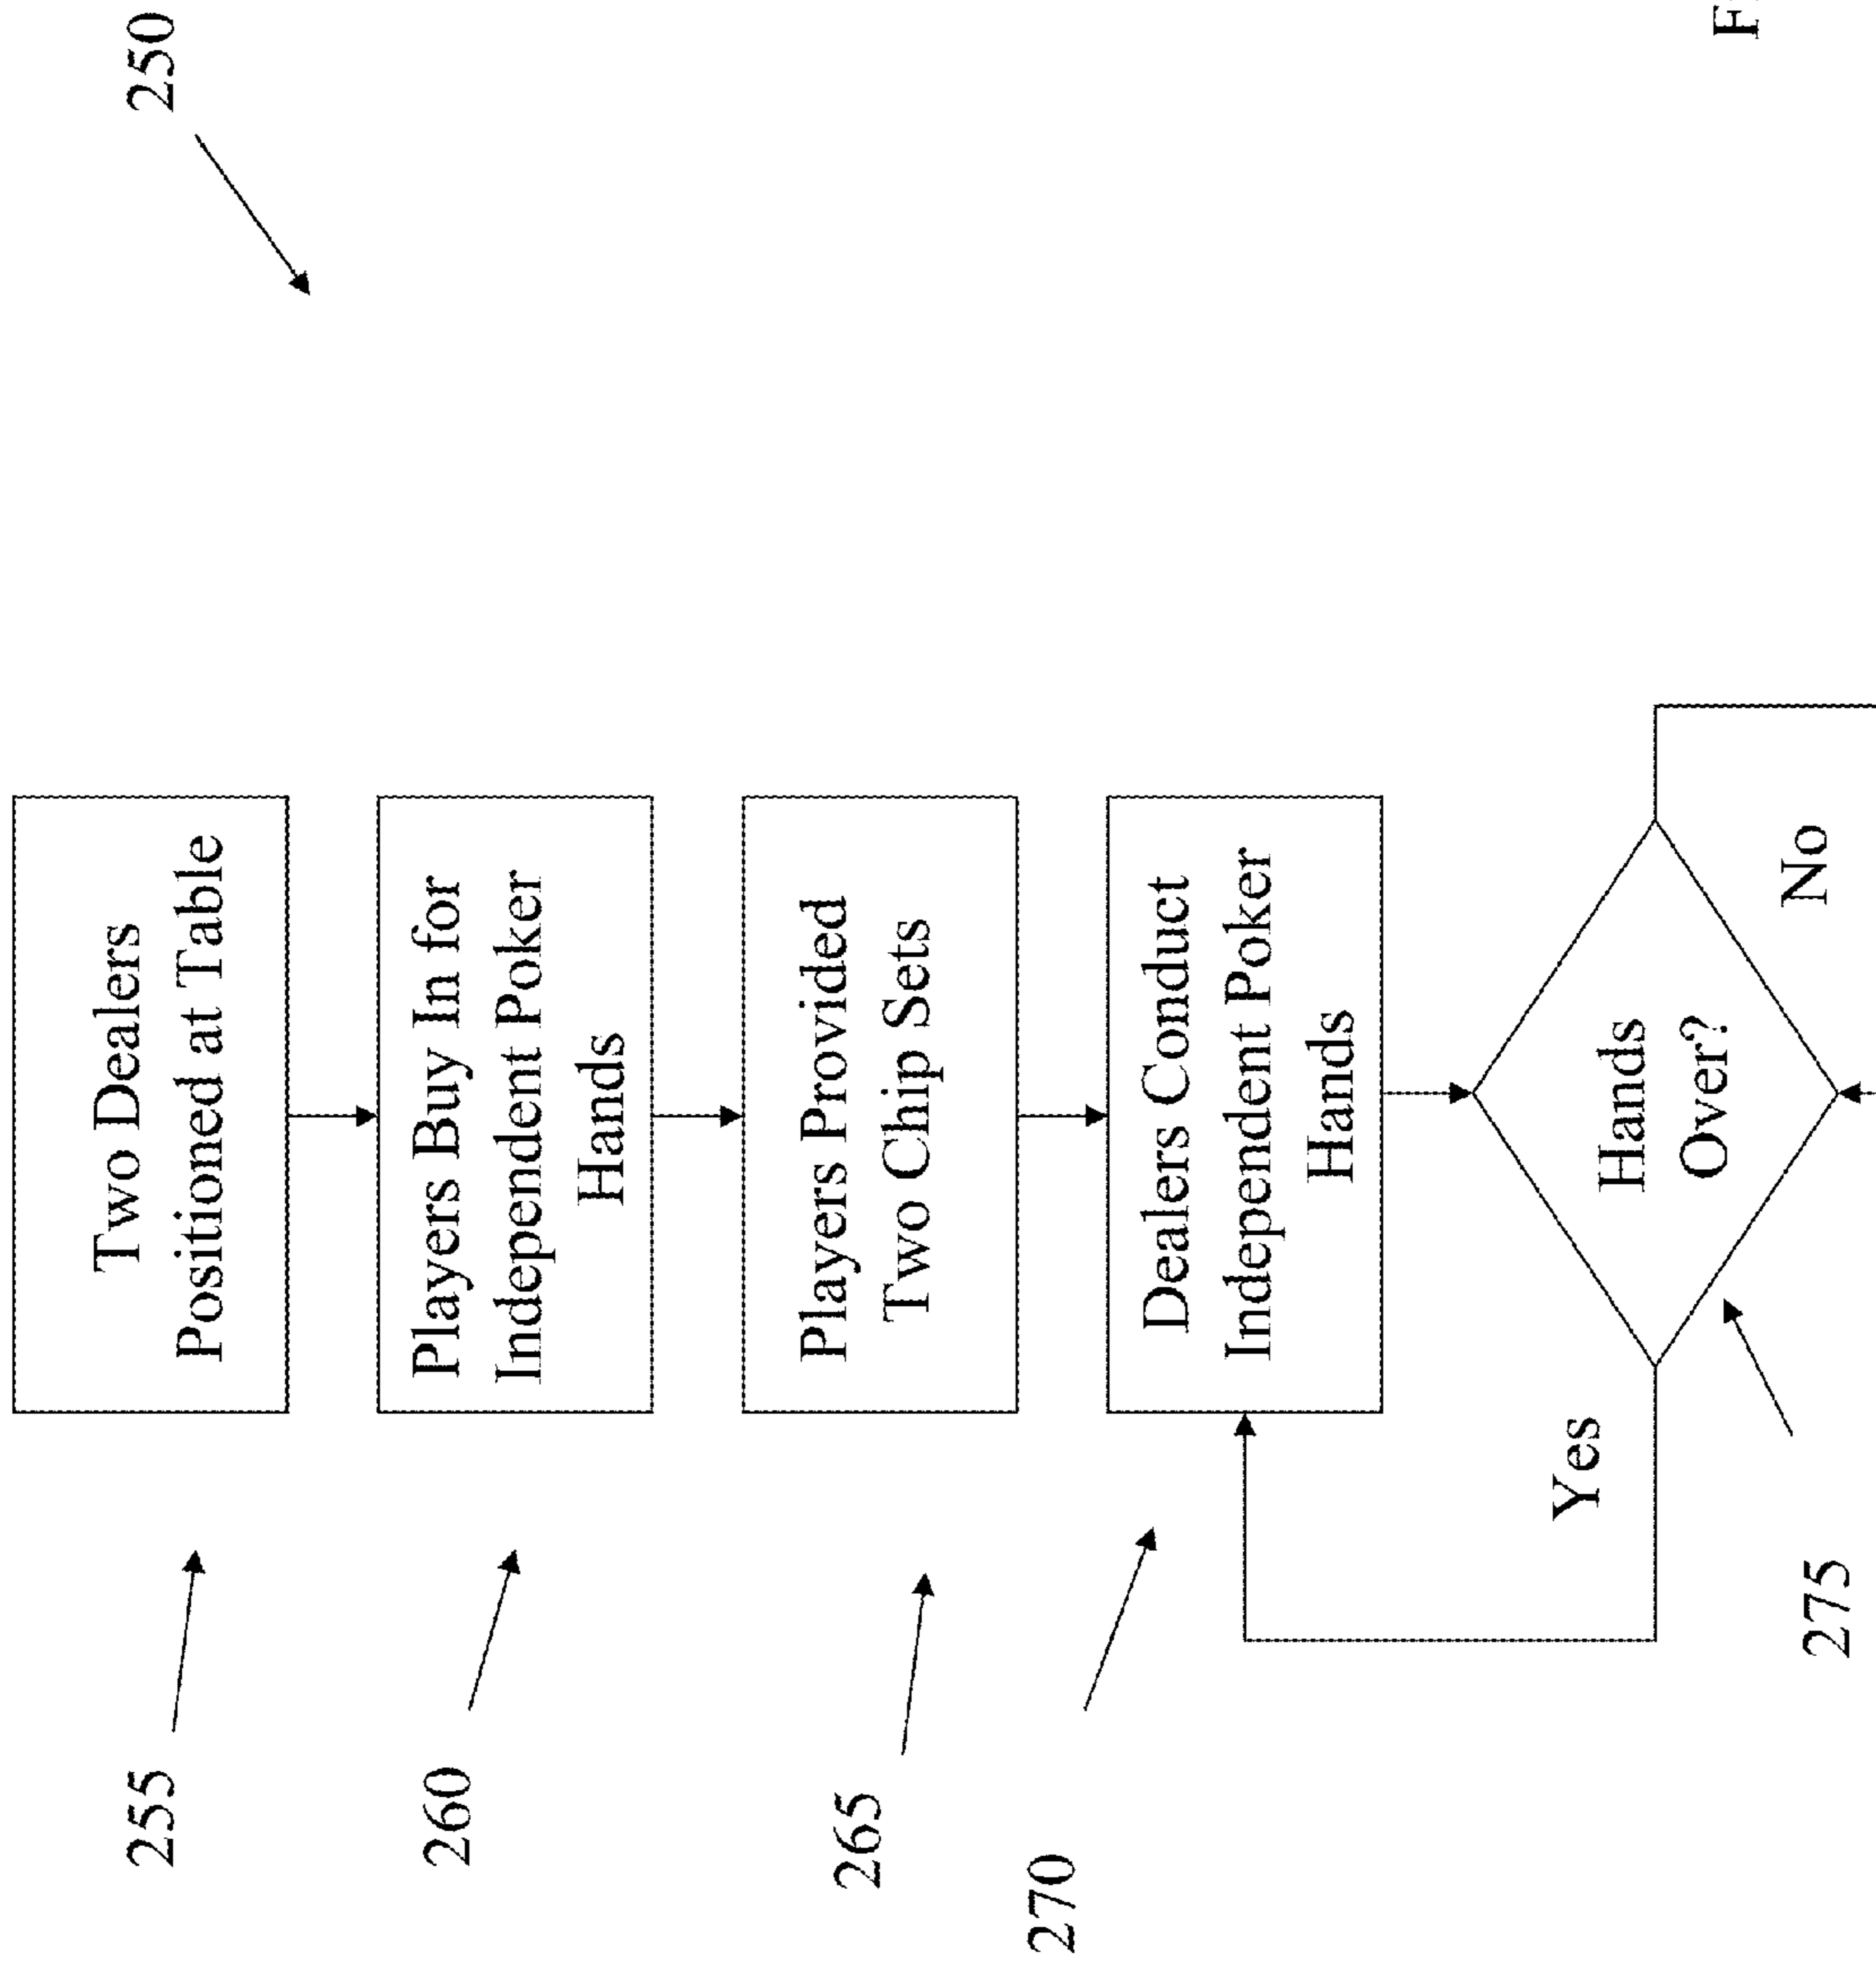 250
255
Two Dealers
Positioned at Table
260
Players Buy In for
Independent Poker
Hands
265
Players Provided
Two Chip Sets
270
Dealers Conduct
Independent Poker
Hands
275
Hands
Over?
Yes
No
F